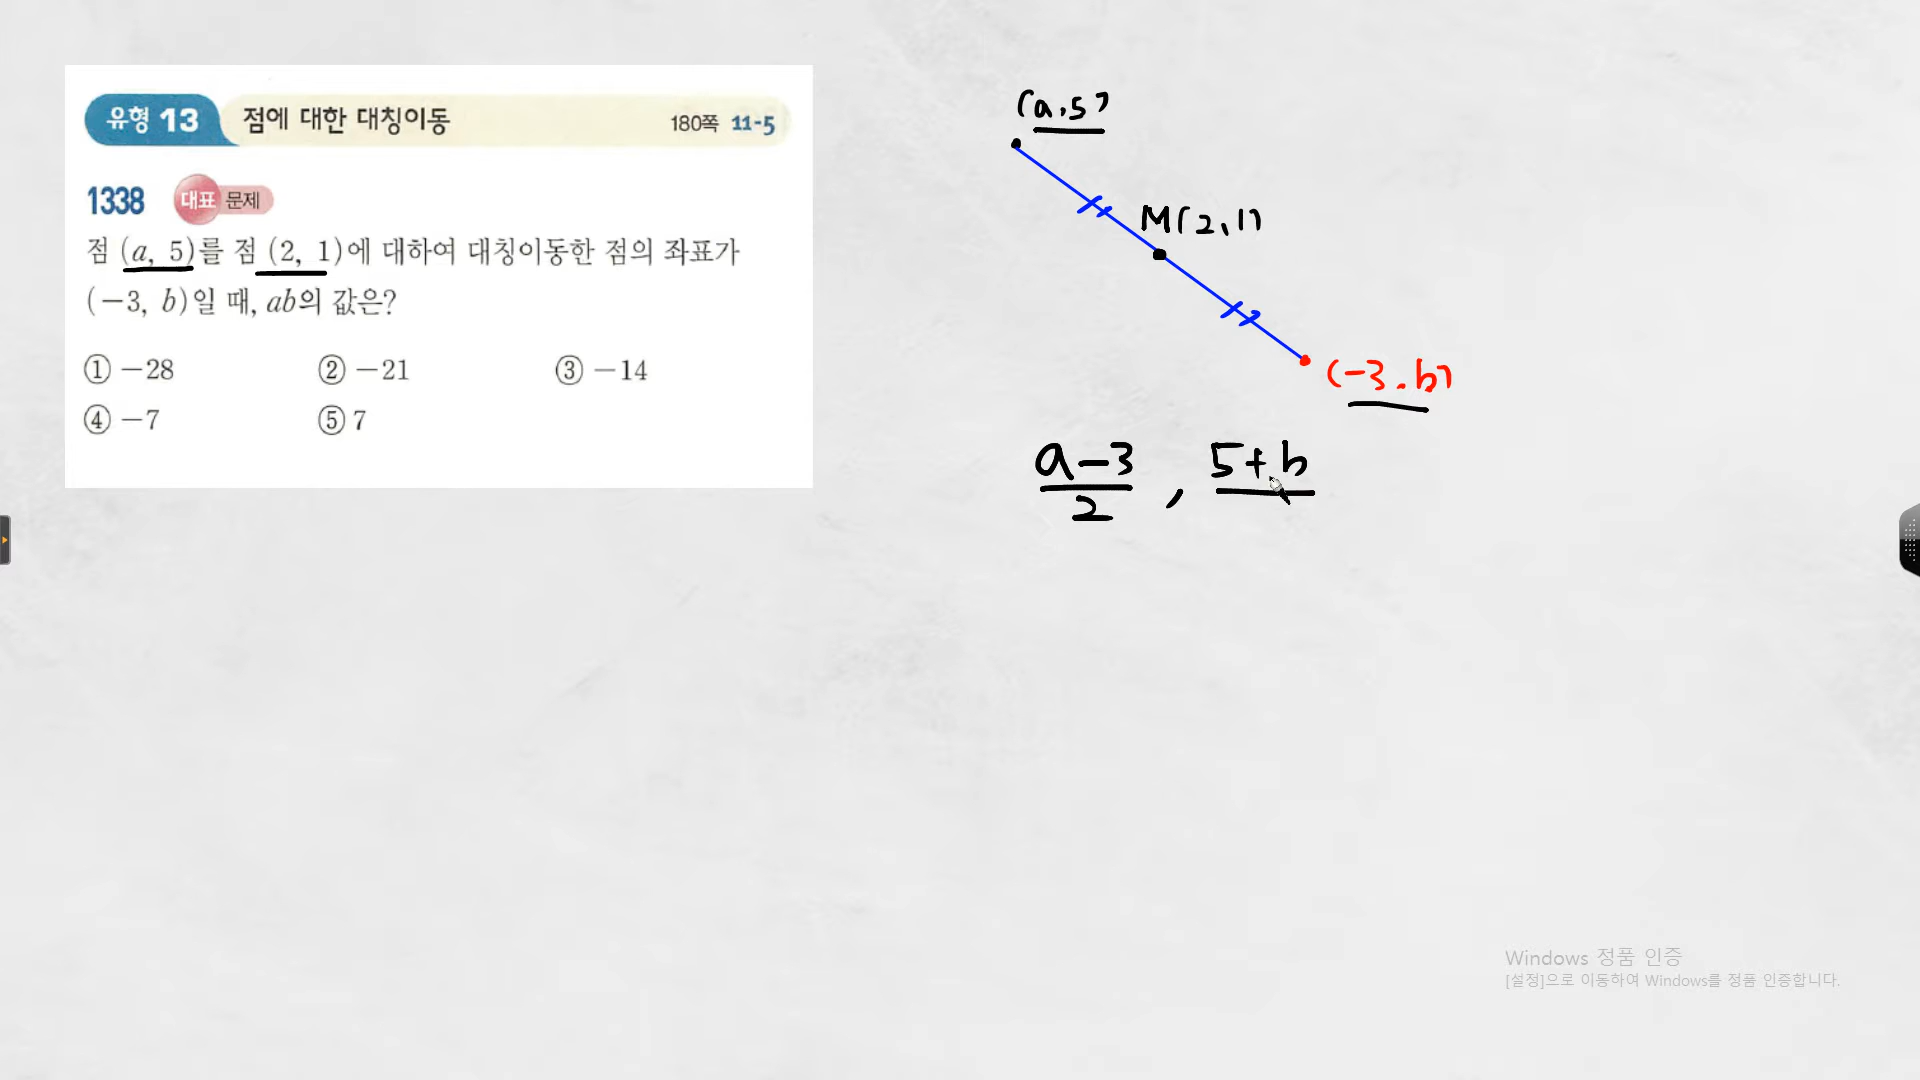 유형 13 점에 대한 대칭이동 180쪽 11-5
1338 대표 문제
점 (a, 5)를 점 (2, 1)에 대하여 대칭이동한 점의 좌표가
(−3, b)일 때, ab의 값은?
① −28 ② −21 ③ −14
④ −7 ⑤ 7
(a, 5)
M(2, 1)
(-3, b)
a-3 , 5+b
2
Windows 정품 인증
[설정]으로 이동하여 Windows를 정품 인증합니다.